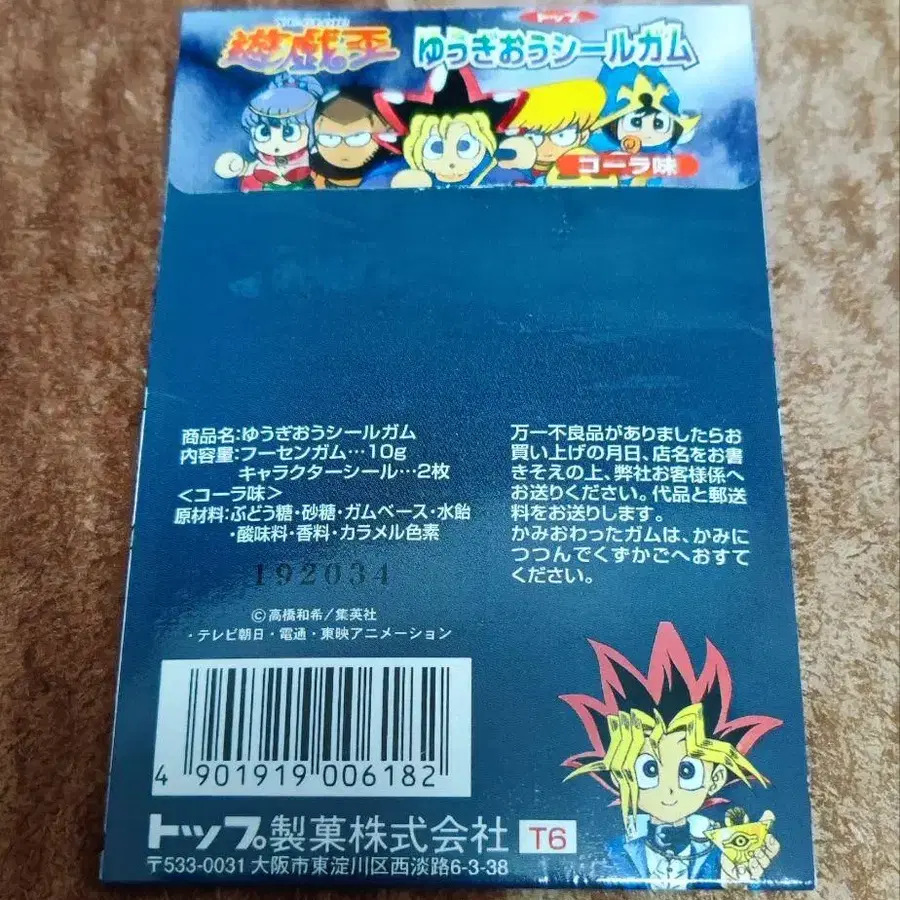 遊戯王
トップ
ゆうぎおうシールガム
コーラ味
商品名:ゆうぎおうシールガム
内容量:フーセンガム…10g
キャラクターシール…2枚
<コーラ味>
原材料:ぶどう糖・砂糖・ガムベース・水飴
・酸味料・香料・カラメル色素
192034
©高橋和希/集英社
・テレビ朝日・電通・東映アニメーション
万一不良品がありましたらお
買い上げの月日、店名をお書
きそえの上、弊社お客様係へ
お送りください。代品と郵送
料をお送りします。
かみおわったガムは、かみに
つつんでくずかごへおすて
ください。
4 901919 006182
トップ製菓株式会社 T6
〒533-0031 大阪市東淀川区西淡路6-3-38